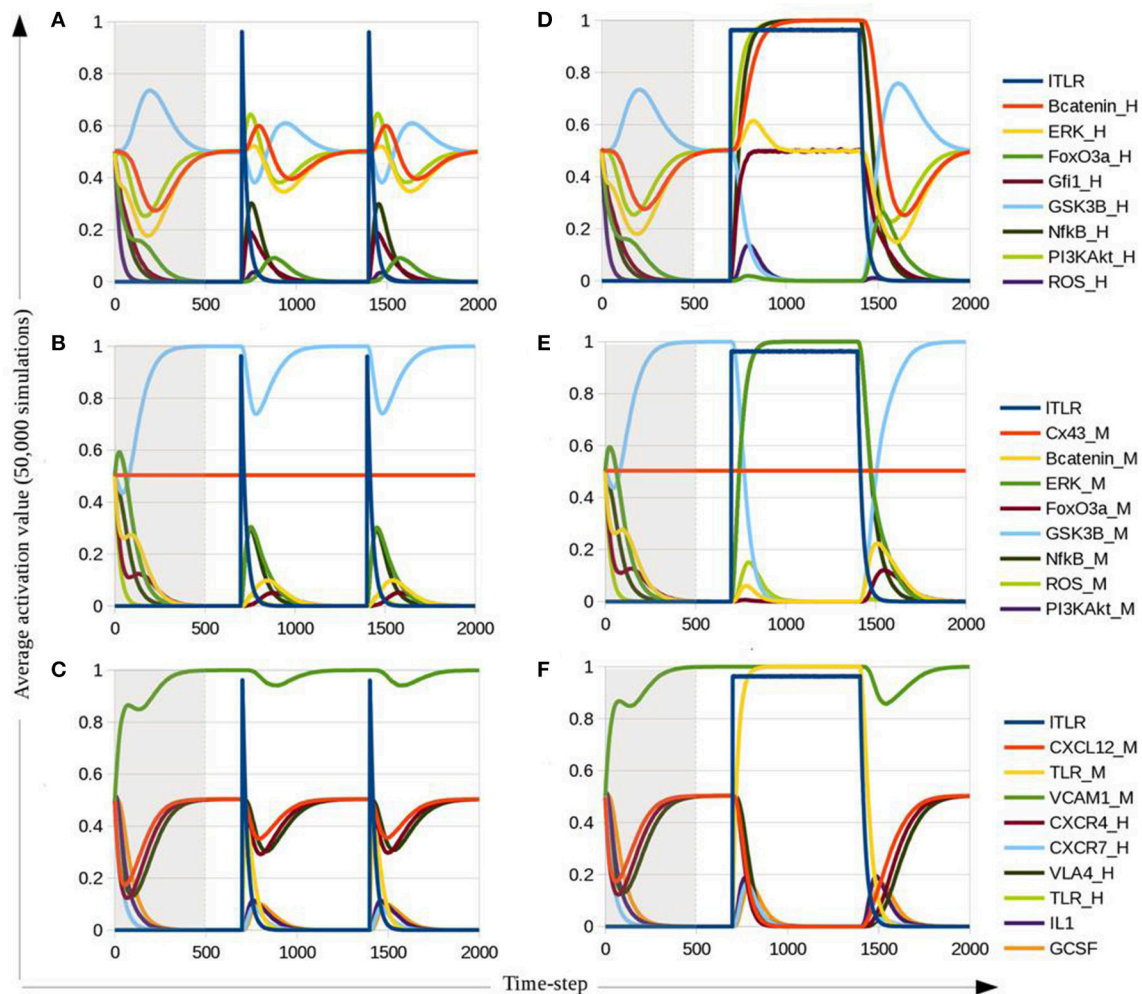 A
1
0.8
0.6
0.4
0.2
0
0 500 1000 1500 2000
D
1
0.8
0.6
0.4
0.2
0
0 500 1000 1500 2000
ITLR
Bcatenin_H
ERK_H
FoxO3a_H
Gfi1_H
GSK3B_H
NfkB_H
PI3KAkt_H
ROS_H
Average activation value (50,000 simulations)
B
1
0.8
0.6
0.4
0.2
0
0 500 1000 1500 2000
E
1
0.8
0.6
0.4
0.2
0
0 500 1000 1500 2000
ITLR
Cx43_M
Bcatenin_M
ERK_M
FoxO3a_M
GSK3B_M
NfkB_M
ROS_M
PI3KAkt_M
C
1
0.8
0.6
0.4
0.2
0
0 500 1000 1500 2000
F
1
0.8
0.6
0.4
0.2
0
0 500 1000 1500 2000
ITLR
CXCL12_M
TLR_M
VCAM1_M
CXCR4_H
CXCR7_H
VLA4_H
TLR_H
IL1
GCSF
Time-step